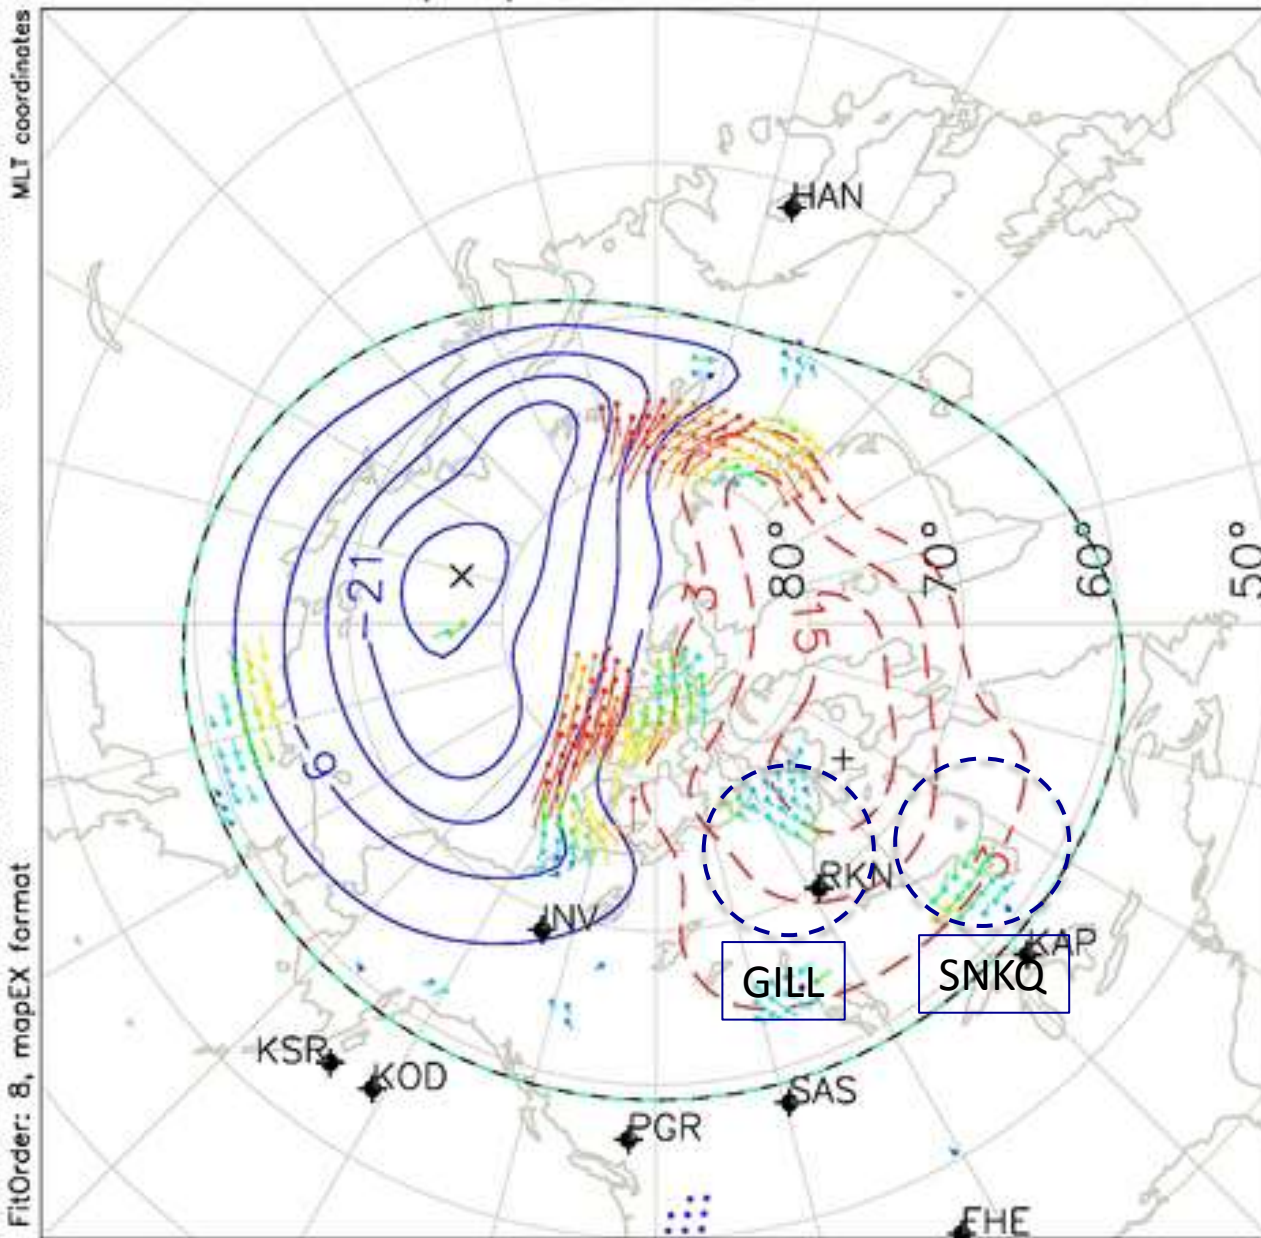 MLT coordinates
HAN
80°
70°
60°
50°
-21
3
15
-9
RKN
INV
KAP
GILL
SNKQ
KSR
KOD
SAS
PGR
FHE
FitOrder: 8, mapEX format